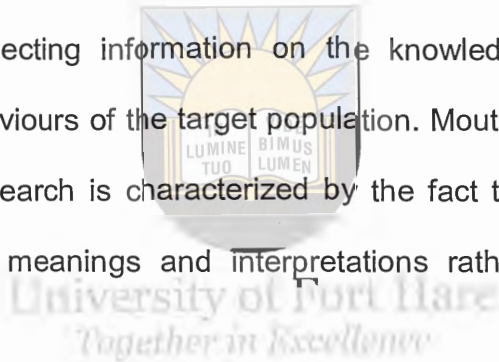 ecting information on the knowled
viours of the target population. Mout
LUMINE BIMUS
TUO LUMEN
earch is characterized by the fact t
meanings and interpretations rath
University of Fort Hare
Together in Excellence